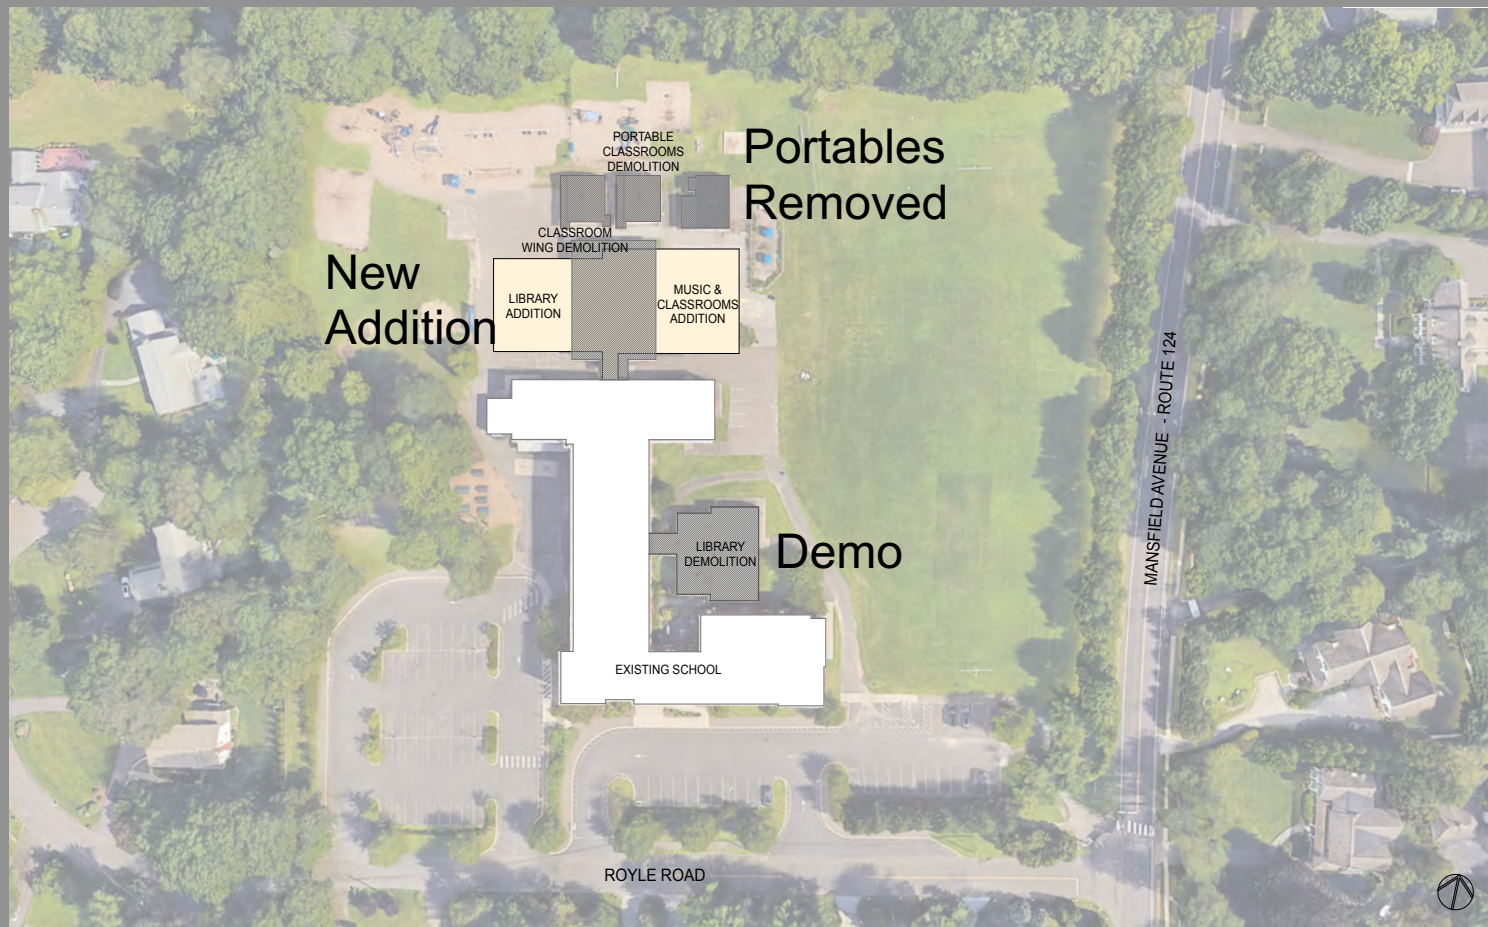 PORTABLE
CLASSROOMS
DEMOLITION
Portables
Removed
CLASSROOM
WING DEMOLITION
New
Addition
LIBRARY
ADDITION
MUSIC &
CLASSROOMS
ADDITION
MANSFIELD AVENUE - ROUTE 124
LIBRARY
DEMOLITION
Demo
EXISTING SCHOOL
ROYLE ROAD